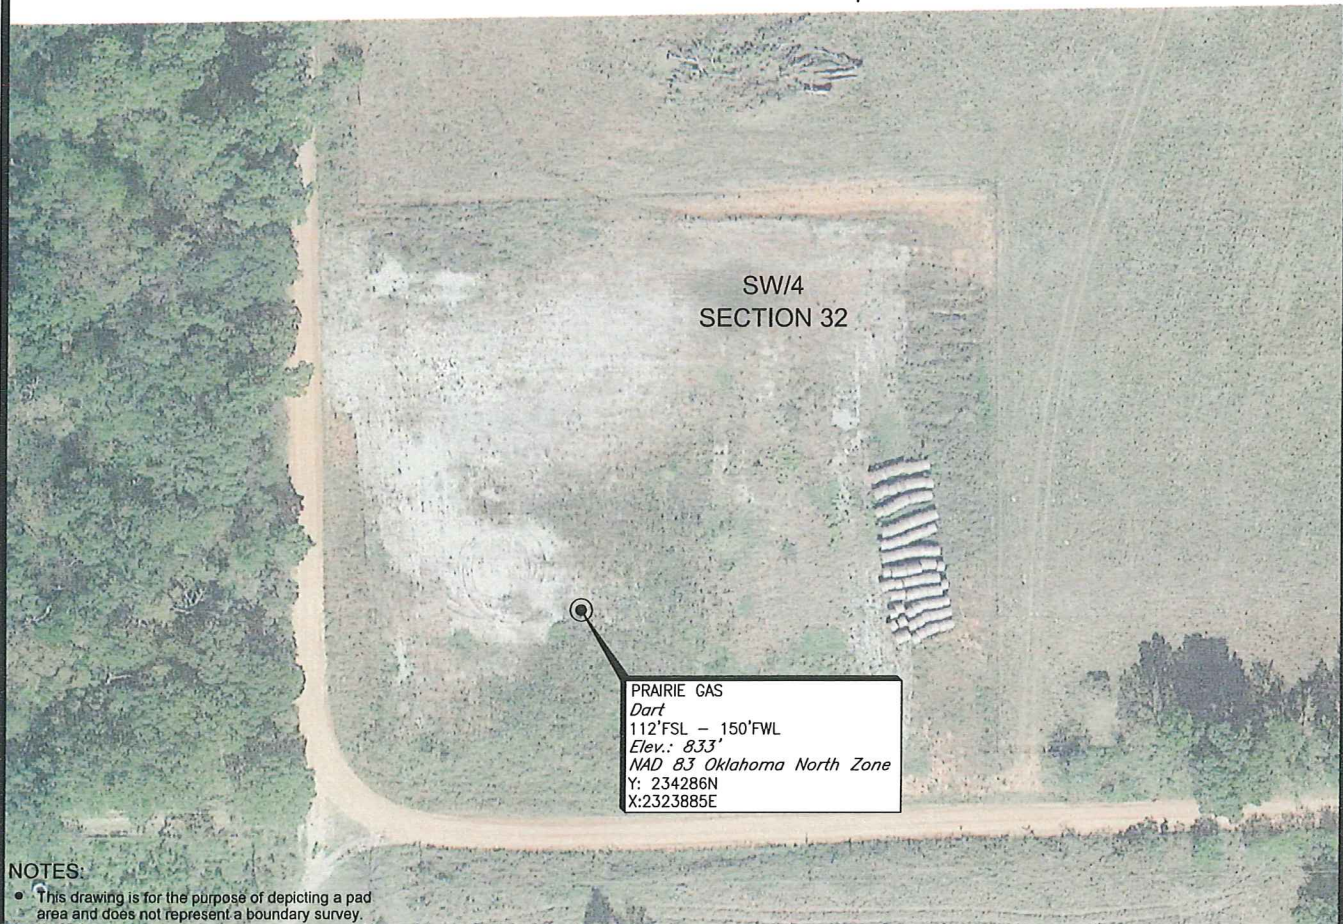 SW/4
SECTION 32
PRAIRIE GAS
Dart
112'FSL – 150'FWL
Elev.: 833'
NAD 83 Oklahoma North Zone
Y: 234286N
X:2323885E
NOTES:
• This drawing is for the purpose of depicting a pad
area and does not represent a boundary survey.